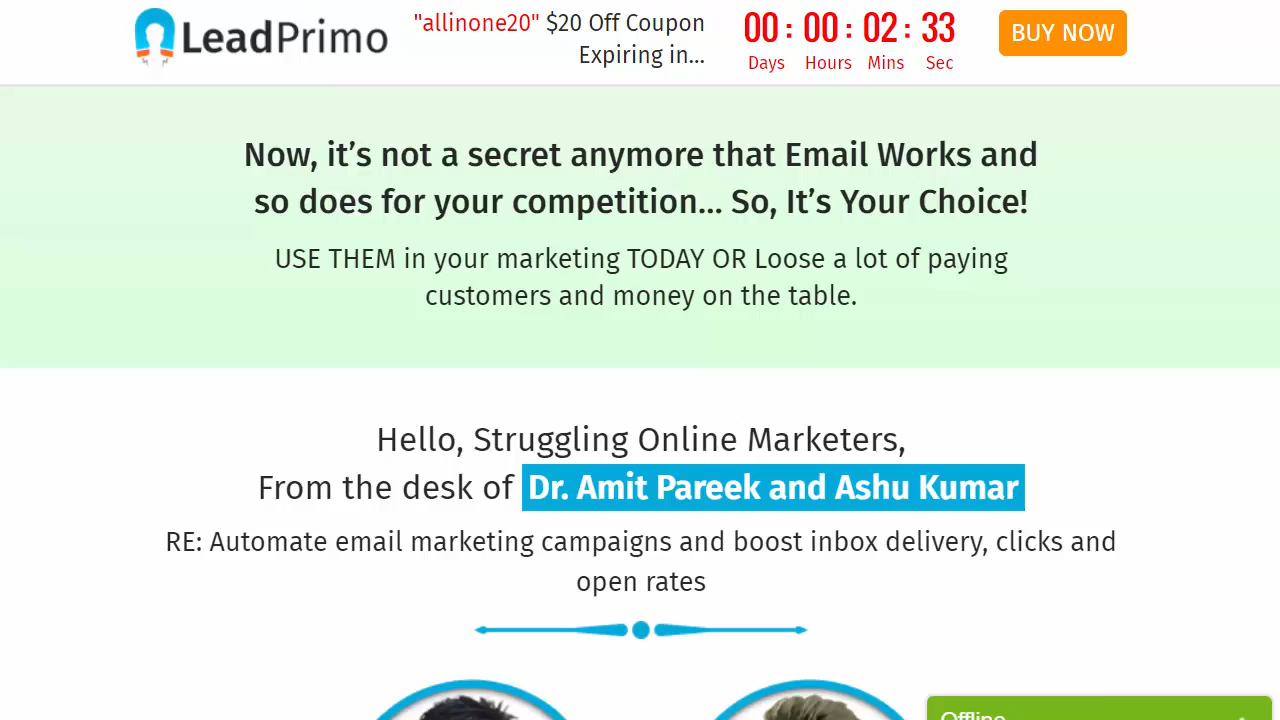 LeadPrimo
"allinone20" $20 Off Coupon
Expiring in...
00 : 00 : 02 : 33
Days Hours Mins Sec
BUY NOW
Now, it's not a secret anymore that Email Works and
so does for your competition... So, It's Your Choice!
USE THEM in your marketing TODAY OR Loose a lot of paying
customers and money on the table.
Hello, Struggling Online Marketers,
From the desk of Dr. Amit Pareek and Ashu Kumar
RE: Automate email marketing campaigns and boost inbox delivery, clicks and
open rates
Offline